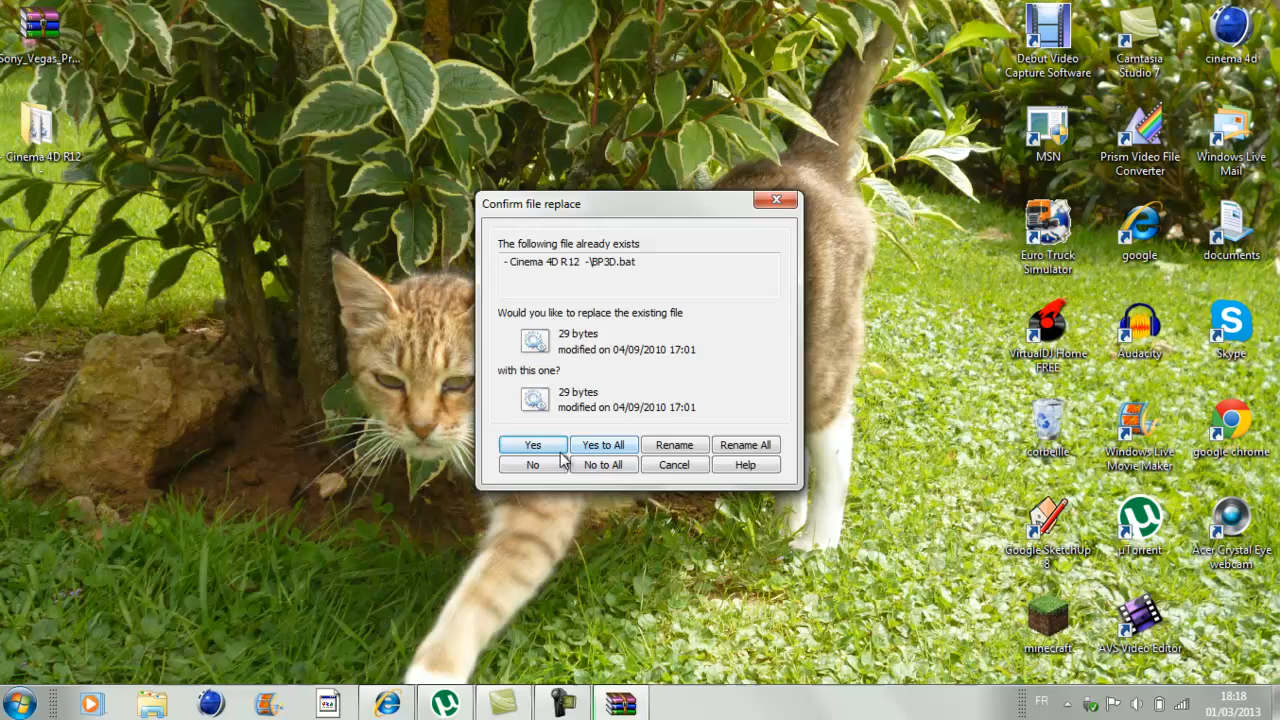 Sony_Vegas_Pr...
- Cinema 4D R12
Debut Video
Capture Software
Camtasia
Studio 7
cinema 4d
MSN
Prism Video File
Converter
Windows Live
Mail
Euro Truck
Simulator
google
documents
VirtualDJ Home
FREE
Audacity
Skype
corbeille
Windows Live
Movie Maker
google chrome
Google SketchUp
8
µTorrent
Acer Crystal Eye
webcam
minecraft
AVS Video Editor
Confirm file replace
The following file already exists
- Cinema 4D R12 -\BP3D.bat
Would you like to replace the existing file
29 bytes
modified on 04/09/2010 17:01
with this one?
29 bytes
modified on 04/09/2010 17:01
Yes Yes to All Rename Rename All
No No to All Cancel Help
FR
18:18
01/03/2013